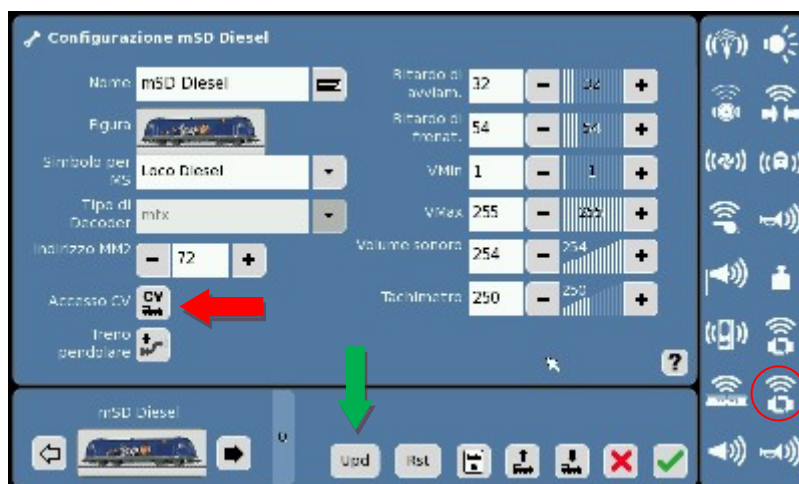 Configurazione mSD Diesel
Nome mSD Diesel
Figura
Simbolo per MS Loco Diesel
Tipo di Decoder mfx
Indirizzo MM2 − 72 +
Accesso CV CV
Treno pendolare
Ritardo di avviam. 32 − 32 +
Ritardo di frenat. 54 − 54 +
VMin 1 − 1 +
VMax 255 − 255 +
Volume sonoro 254 − 254 +
Tachimetro 250 − 250 +
?
mSD Diesel
0
Upd Rst